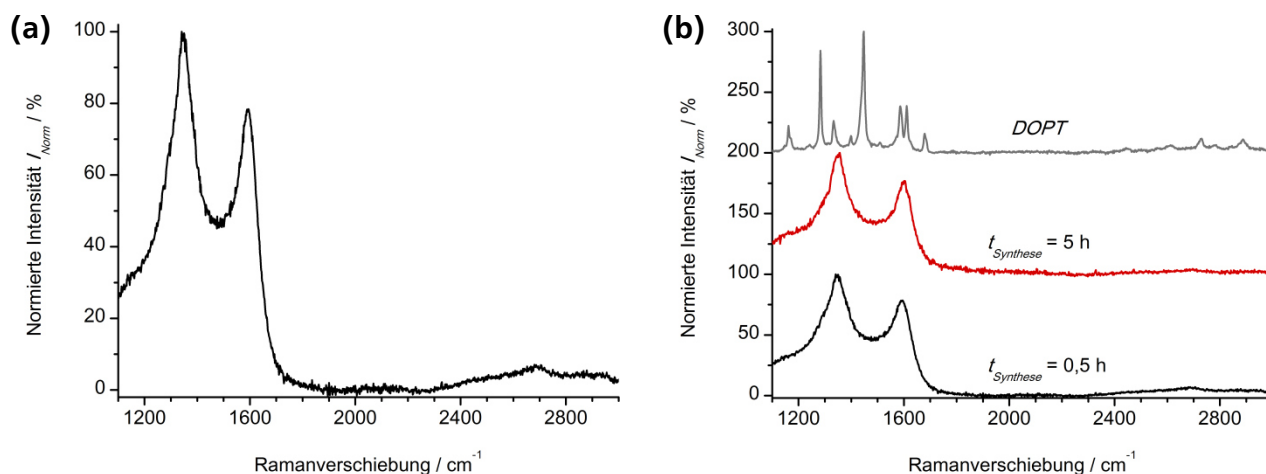 (a)
100
80
60
40
20
0
Normierte Intensität I_Norm / %
1200 1600 2000 2400 2800
Ramanverschiebung / cm⁻¹
(b)
300
250
200
150
100
50
0
Normierte Intensität I_Norm / %
DOPT
t_Synthese = 5 h
t_Synthese = 0,5 h
1200 1600 2000 2400 2800
Ramanverschiebung / cm⁻¹